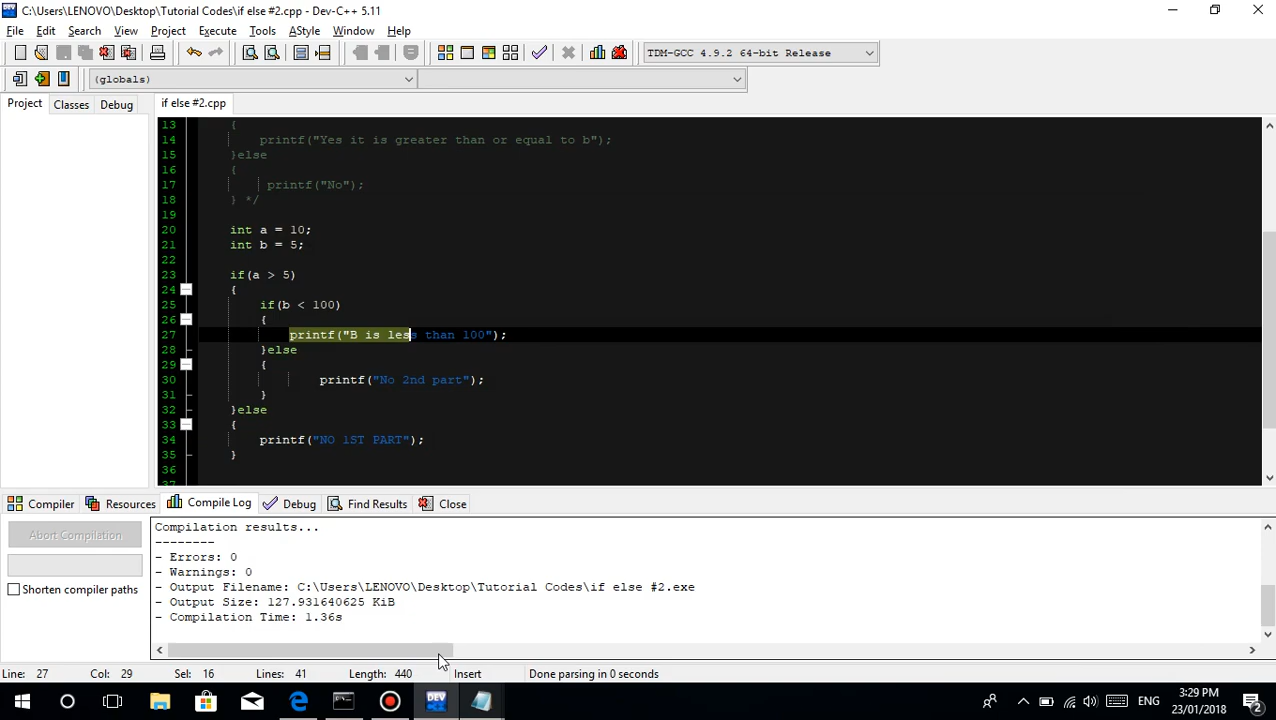 C:\Users\LENOVO\Desktop\Tutorial Codes\if else #2.cpp - Dev-C++ 5.11
File Edit Search View Project Execute Tools AStyle Window Help
TDM-GCC 4.9.2 64-bit Release
(globals)
Project Classes Debug if else #2.cpp
13 {
14 printf("Yes it is greater than or equal to b");
15 }else
16 {
17 printf("No");
18 } */
19
20 int a = 10;
21 int b = 5;
22
23 if(a > 5)
24 {
25 if(b < 100)
26 {
27 printf("B is less than 100");
28 }else
29 {
30 printf("No 2nd part");
31 }
32 }else
33 {
34 printf("NO 1ST PART");
35 }
36
37
Compiler Resources Compile Log Debug Find Results Close
Abort Compilation
Shorten compiler paths
Compilation results...
--------
- Errors: 0
- Warnings: 0
- Output Filename: C:\Users\LENOVO\Desktop\Tutorial Codes\if else #2.exe
- Output Size: 127.931640625 KiB
- Compilation Time: 1.36s
Line: 27 Col: 29 Sel: 16 Lines: 41 Length: 440 Insert Done parsing in 0 seconds
DEV
ENG
3:29 PM
23/01/2018
2